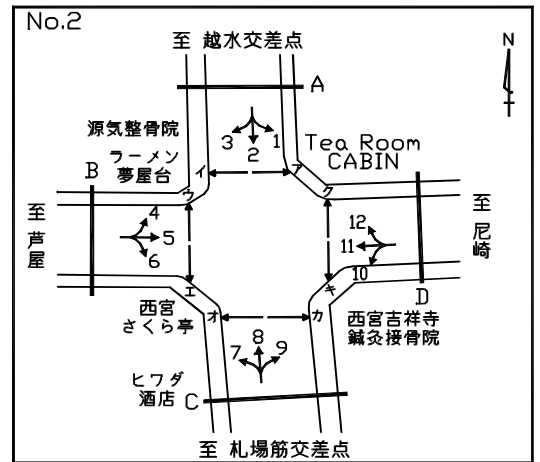 No.2
至 越水交差点
N
A
源気整骨院
3
2
1
Tea Room
CABIN
ラーメン
夢屋台
イ
ア
B
ウ
ク
至 芦屋
4
5
6
12
11
10
至 尼崎
エ
キ
D
西宮
さくら亭
オ
カ
西宮吉祥寺
鍼灸接骨院
7
8
9
ヒワダ
酒店
C
至 札場筋交差点